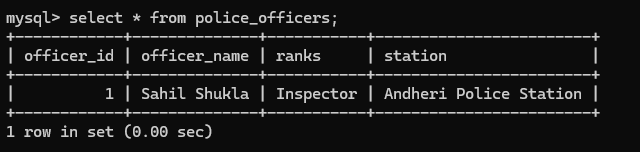 mysql> select * from police_officers;
+------------+--------------+-----------+------------------------+
| officer_id | officer_name | ranks     | station                |
+------------+--------------+-----------+------------------------+
|          1 | Sahil Shukla | Inspector | Andheri Police Station |
+------------+--------------+-----------+------------------------+
1 row in set (0.00 sec)